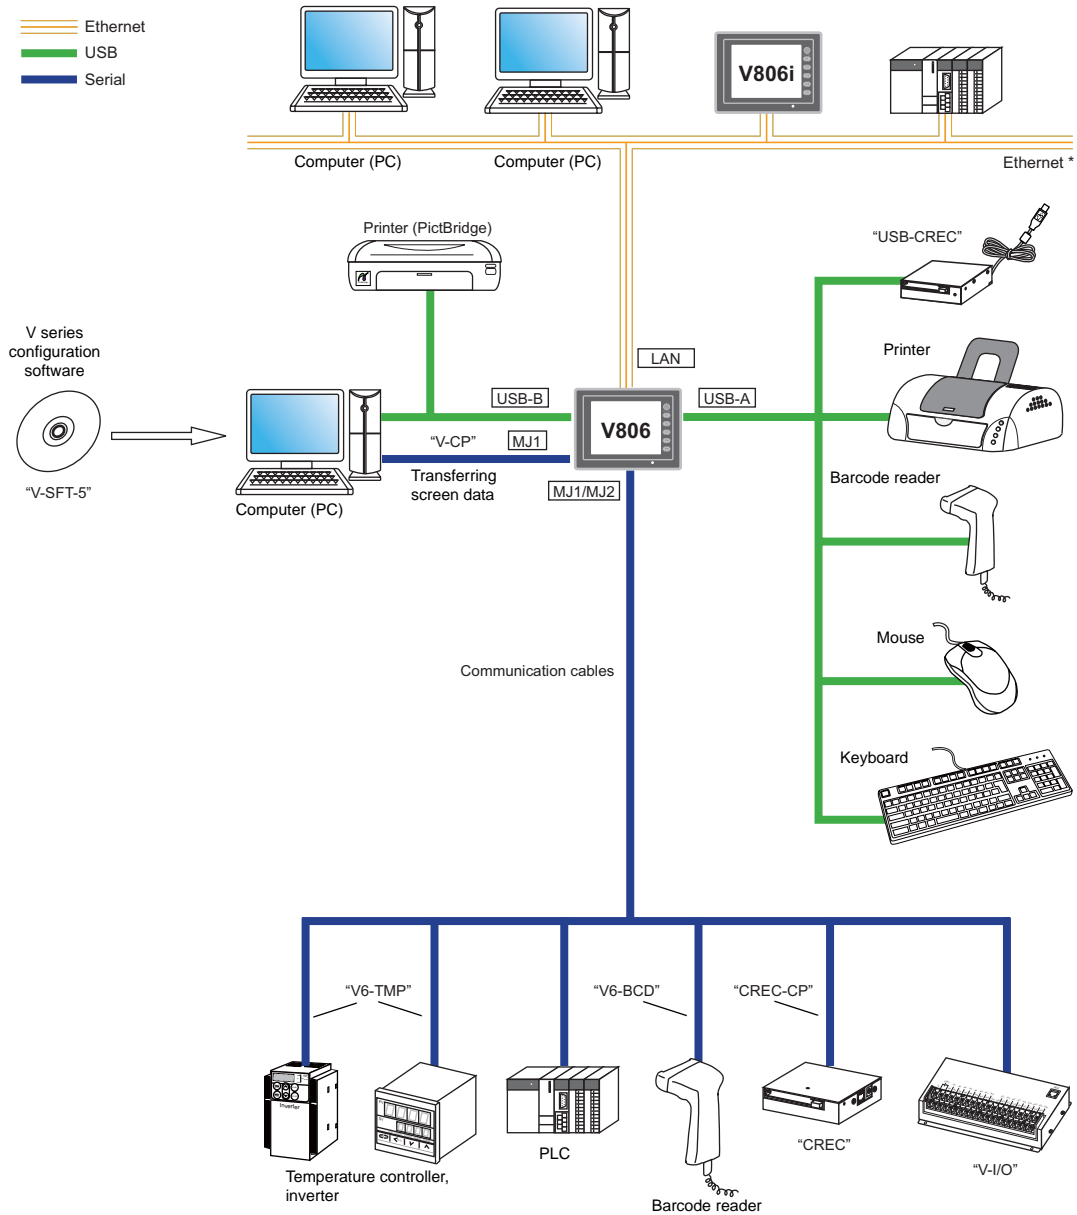 Ethernet
USB
Serial
V806i
Computer (PC)
Computer (PC)
Ethernet *
Printer (PictBridge)
“USB-CREC”
V series
configuration
software
LAN
Printer
USB-B
USB-A
V806
“V-CP”
MJ1
“V-SFT-5”
Transferring
screen data
MJ1/MJ2
Computer (PC)
Barcode reader
Mouse
Communication cables
Keyboard
“V6-TMP”
“V6-BCD”
“CREC-CP”
Inverter
Temperature controller,
inverter
PLC
Barcode reader
“CREC”
“V-I/O”